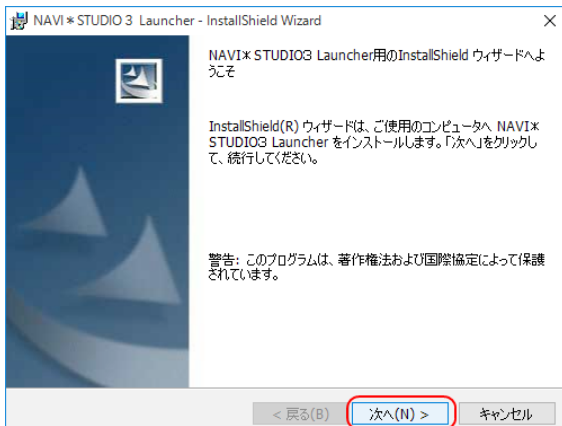 NAVI＊STUDIO 3 Launcher - InstallShield Wizard
NAVI＊STUDIO3 Launcher用のInstallShield ウィザードへよ
うこそ
InstallShield(R) ウィザードは、ご使用のコンピュータへ NAVI＊
STUDIO3 Launcher をインストールします。「次へ」をクリックし
て、続行してください。
警告: このプログラムは、著作権法および国際協定によって保護
されています。
< 戻る(B)
次へ(N) >
キャンセル